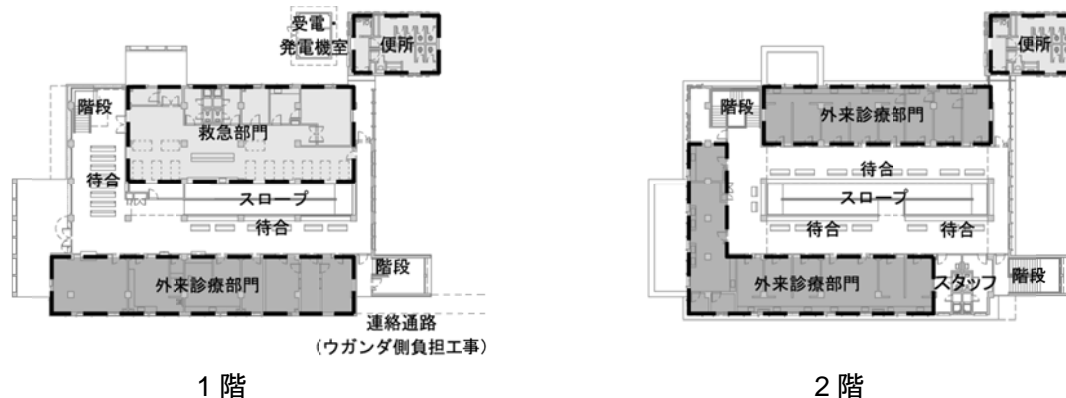 受電・
発電機室
便所
階段
救急部門
待合
スロープ
待合
外来診療部門
階段
連絡通路
(ウガンダ側負担工事)
1 階
便所
階段
外来診療部門
待合
スロープ
待合
待合
外来診療部門
スタッフ
階段
2 階